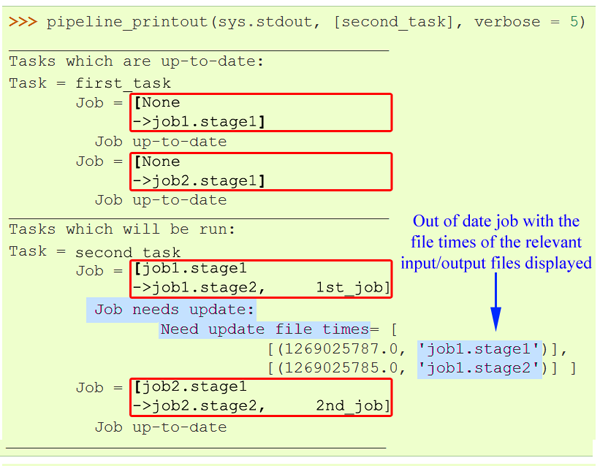 >>> pipeline_printout(sys.stdout, [second_task], verbose = 5)
Tasks which are up-to-date:
Task = first_task
Job = [None
->job1.stage1]
Job up-to-date
Job = [None
->job2.stage1]
Job up-to-date
Tasks which will be run:
Task = second_task
Job = [job1.stage1
->job1.stage2, 1st_job]
Job needs update:
Need update file times= [
[(1269025787.0, 'job1.stage1')],
[(1269025785.0, 'job1.stage2')] ]
Job = [job2.stage1
->job2.stage2, 2nd_job]
Job up-to-date
Out of date job with the
file times of the relevant
input/output files displayed